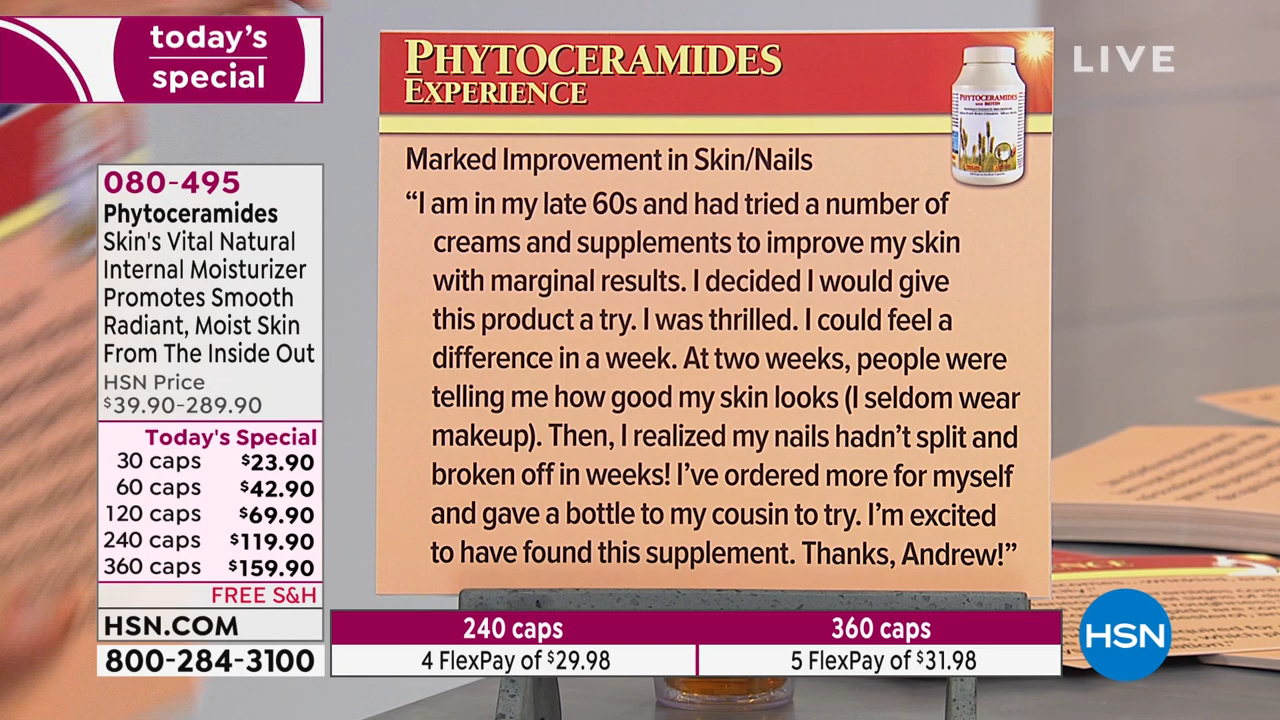 today's
special
080-495
Phytoceramides
Skin's Vital Natural
Internal Moisturizer
Promotes Smooth
Radiant, Moist Skin
From The Inside Out
HSN Price
$39.90-289.90
Today's Special
30 caps $23.90
60 caps $42.90
120 caps $69.90
240 caps $119.90
360 caps $159.90
FREE S&H
HSN.COM
800-284-3100
PHYTOCERAMIDES
EXPERIENCE
PHYTOCERAMIDES
WITH BIOTIN
Marked Improvement in Skin/Nails
“I am in my late 60s and had tried a number of
creams and supplements to improve my skin
with marginal results. I decided I would give
this product a try. I was thrilled. I could feel a
difference in a week. At two weeks, people were
telling me how good my skin looks (I seldom wear
makeup). Then, I realized my nails hadn’t split and
broken off in weeks! I’ve ordered more for myself
and gave a bottle to my cousin to try. I’m excited
to have found this supplement. Thanks, Andrew!”
LIVE
240 caps 360 caps
4 FlexPay of $29.98 5 FlexPay of $31.98
HSN